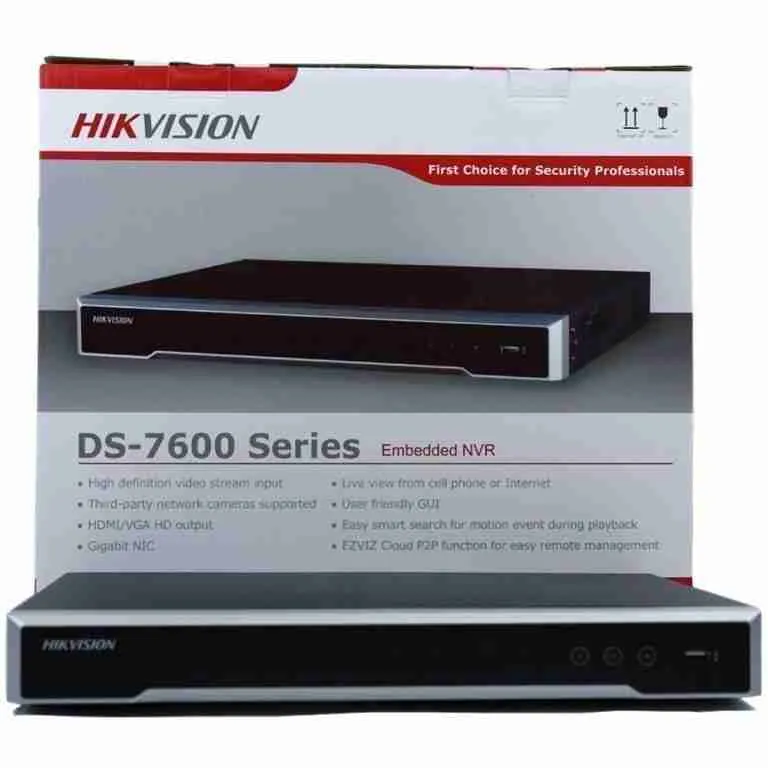 HIKVISION
First Choice for Security Professionals
HIKVISION
DS-7600 Series Embedded NVR
• High definition video stream input
• Third-party network cameras supported
• HDMI/VGA HD output
• Gigabit NIC
• Live view from cell phone or Internet
• User friendly GUI
• Easy smart search for motion event during playback
• EZVIZ Cloud P2P function for easy remote management
HIKVISION